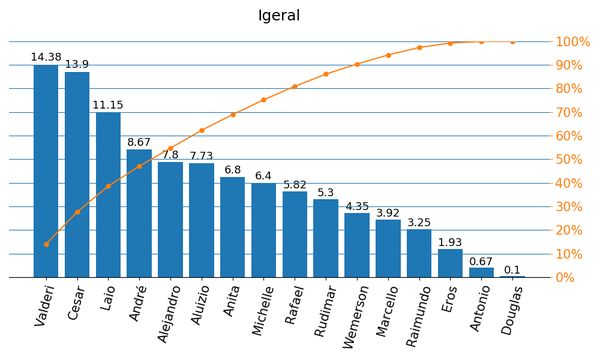 Igeral
14.38
13.9
11.15
8.67
7.8
7.73
6.8
6.4
5.82
5.3
4.35
3.92
3.25
1.93
0.67
0.1
100%
90%
80%
70%
60%
50%
40%
30%
20%
10%
0%
Valderi
Cesar
Laio
André
Alejandro
Aluizio
Anita
Michelle
Rafael
Rudimar
Wemerson
Marcello
Raimundo
Eros
Antonio
Douglas